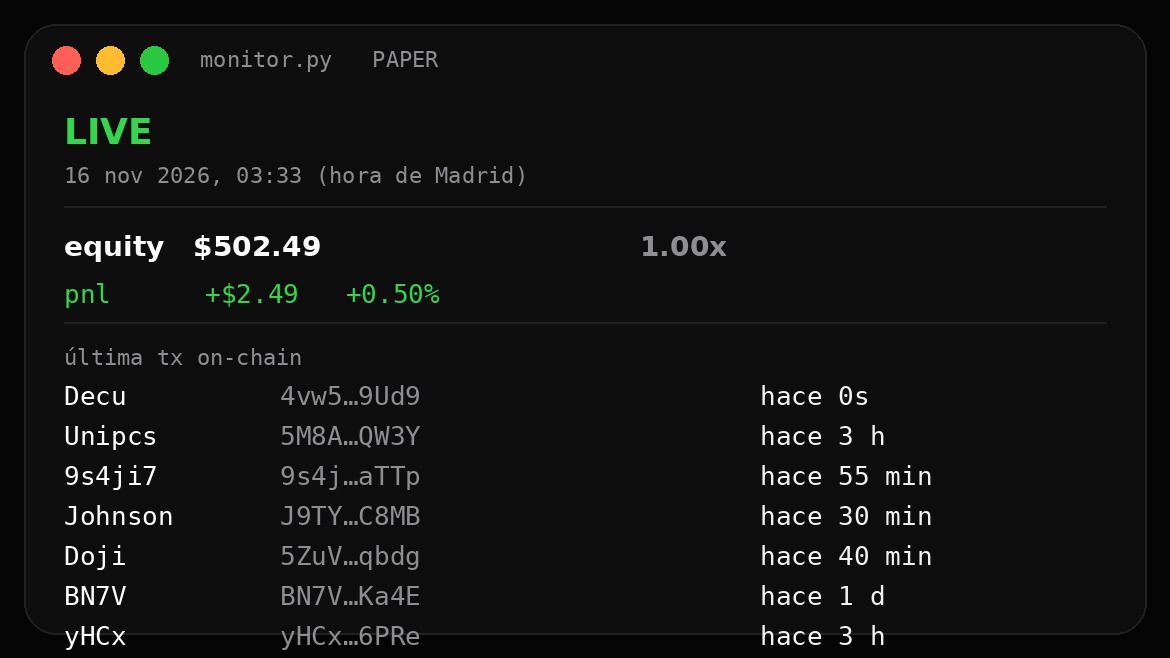 monitor.py PAPER
LIVE
16 nov 2026, 03:33 (hora de Madrid)
equity $502.49 1.00x
pnl +$2.49 +0.50%
última tx on-chain
Decu 4vw5…9Ud9 hace 0s
Unipcs 5M8A…QW3Y hace 3 h
9s4ji7 9s4j…aTTp hace 55 min
Johnson J9TY…C8MB hace 30 min
Doji 5ZuV…qbdg hace 40 min
BN7V BN7V…Ka4E hace 1 d
yHCx yHCx…6PRe hace 3 h